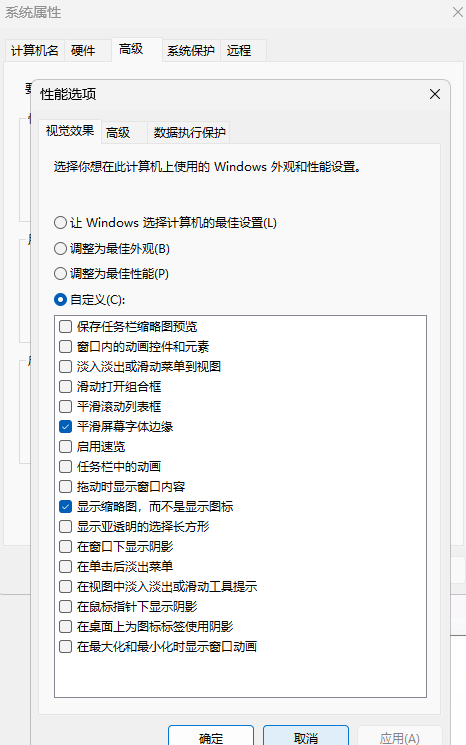 系统属性
计算机名 硬件 高级 系统保护 远程
性能选项
视觉效果 高级 数据执行保护
选择你想在此计算机上使用的 Windows 外观和性能设置。
让 Windows 选择计算机的最佳设置(L)
调整为最佳外观(B)
调整为最佳性能(P)
自定义(C):
保存任务栏缩略图预览
窗口内的动画控件和元素
淡入淡出或滑动菜单到视图
滑动打开组合框
平滑滚动列表框
平滑屏幕字体边缘
启用速览
任务栏中的动画
拖动时显示窗口内容
显示缩略图，而不是显示图标
显示亚透明的选择长方形
在窗口下显示阴影
在单击后淡出菜单
在视图中淡入淡出或滑动工具提示
在鼠标指针下显示阴影
在桌面上为图标标签使用阴影
在最大化和最小化时显示窗口动画
确定 取消 应用(A)